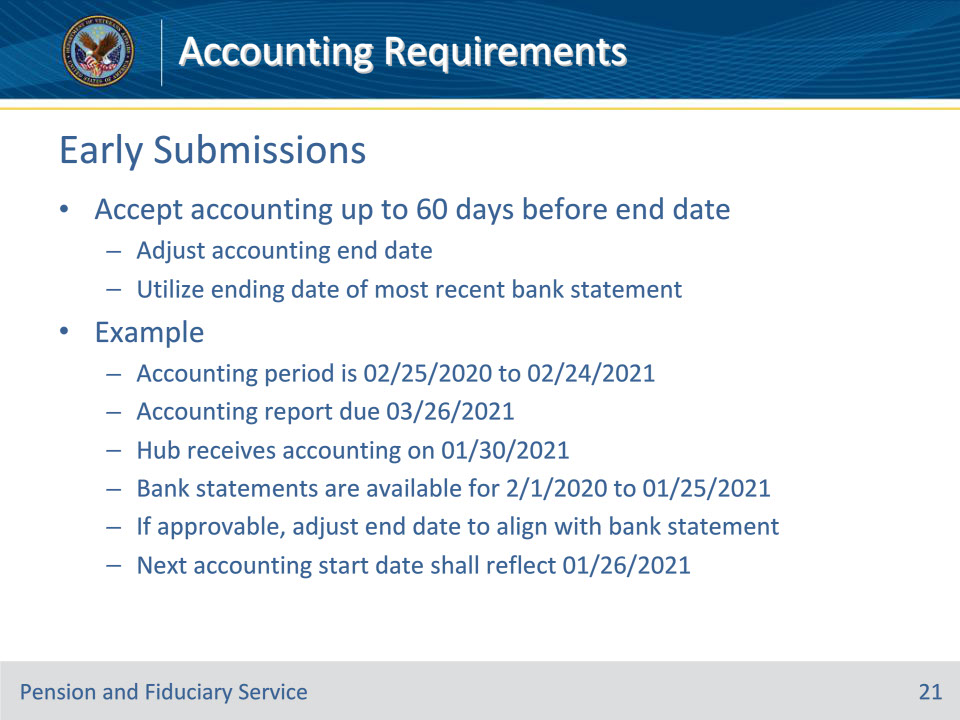 Accounting Requirements
Early Submissions
• Accept accounting up to 60 days before end date
– Adjust accounting end date
– Utilize ending date of most recent bank statement
• Example
– Accounting period is 02/25/2020 to 02/24/2021
– Accounting report due 03/26/2021
– Hub receives accounting on 01/30/2021
– Bank statements are available for 2/1/2020 to 01/25/2021
– If approvable, adjust end date to align with bank statement
– Next accounting start date shall reflect 01/26/2021
Pension and Fiduciary Service 21